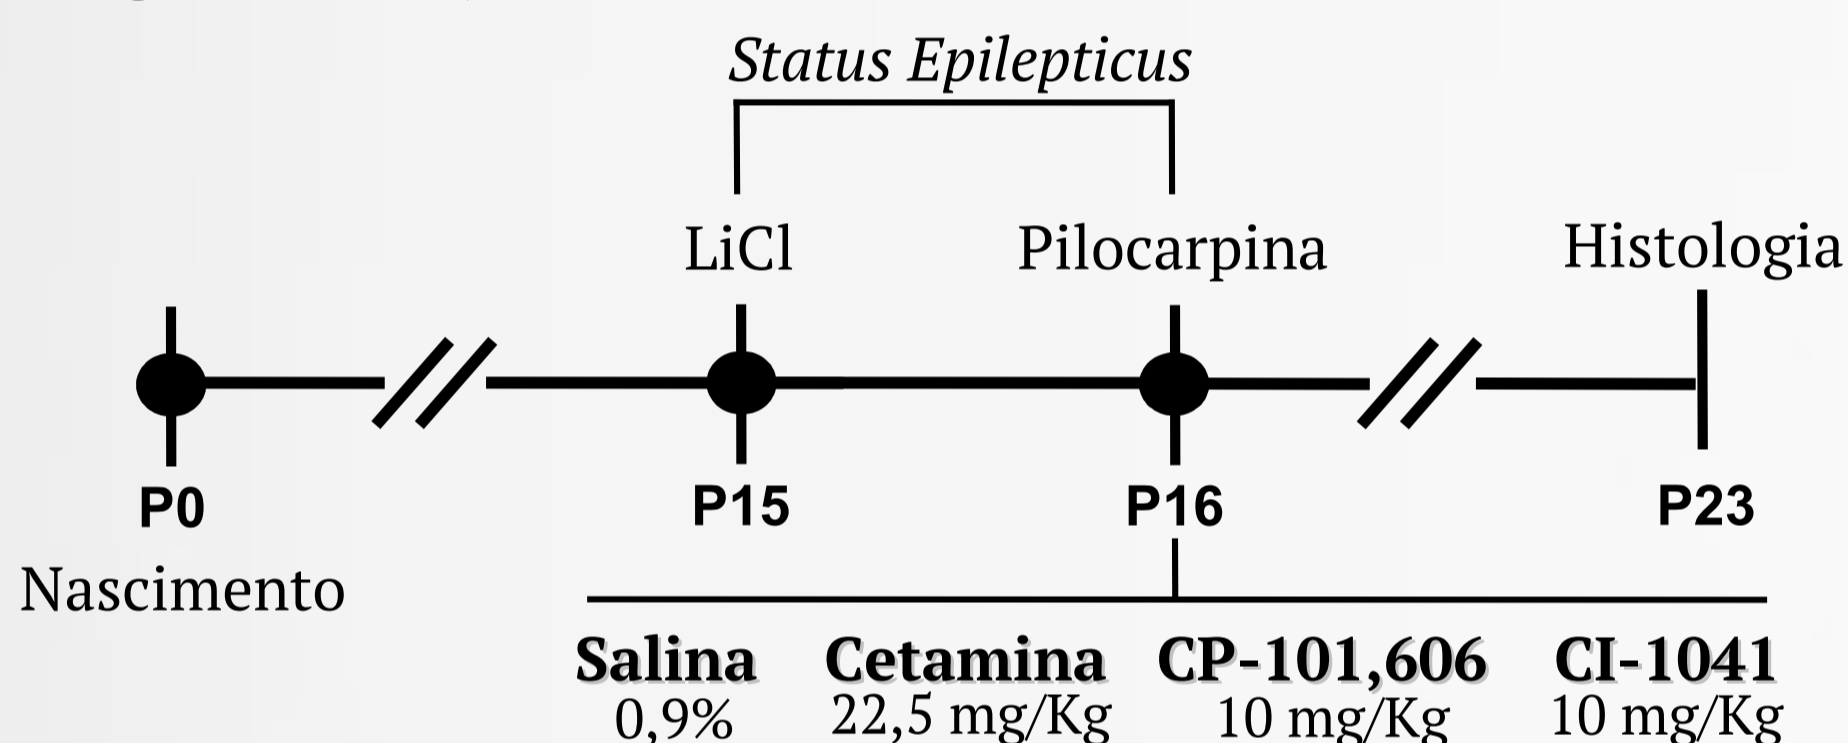 Status Epilepticus
LiCl Pilocarpina Histologia
P0 P15 P16 P23
Nascimento
Salina Cetamina CP-101,606 CI-1041
0,9% 22,5 mg/Kg 10 mg/Kg 10 mg/Kg